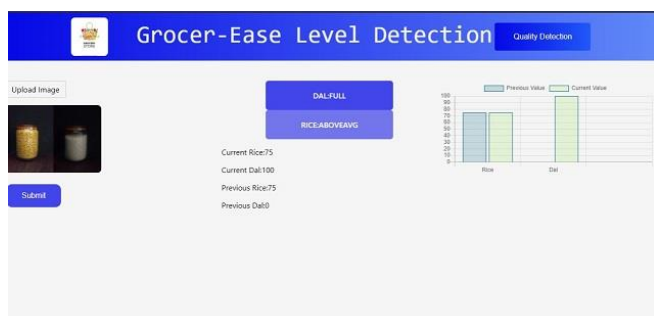 Grocer-Ease Level Detection
Quality Detection
Upload Image
Submit
DAL:FULL
RICE:ABOVEAVG
Current Rice:75
Current Dal:100
Previous Rice:75
Previous Dal:0
Previous Value Current Value
100
90
80
70
60
50
40
30
20
10
0
Rice Dal